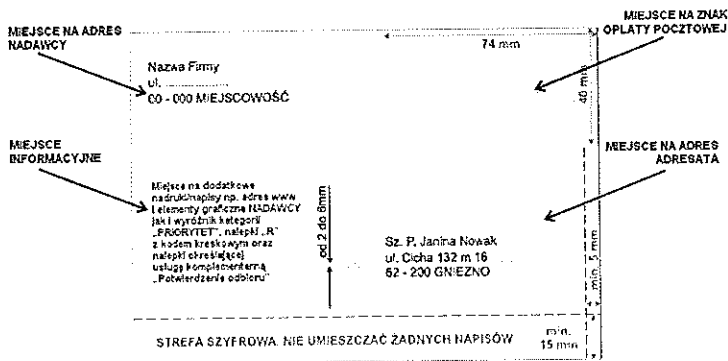 MIEJSCE NA ADRES
NADAWCY
MIEJSCE NA ZNAK
OPŁATY POCZTOWEJ
74 mm
Nazwa Firmy
ul. ......................
00 - 000 MIEJSCOWOŚĆ
40 mm
MIEJSCE
INFORMACYJNE
MIEJSCE NA ADRES
ADRESATA
Miejsce na dodatkowe
nadruki/napisy np. adres www
i elementy graficzne NADAWCY
jak i wyróżnik kategorii
„PRIORYTET", nalepki „R"
z kodem kreskowym oraz
nalepki określającej
usługę komplementarną
„Potwierdzenie odbioru"
od 2 do 6mm
Sz. P. Janina Nowak
ul. Cicha 132 m 16
62 - 200 GNIEZNO
min. 5 mm
STREFA SZYFROWA. NIE UMIESZCZAĆ ŻADNYCH NAPISÓW
min.
15 mm